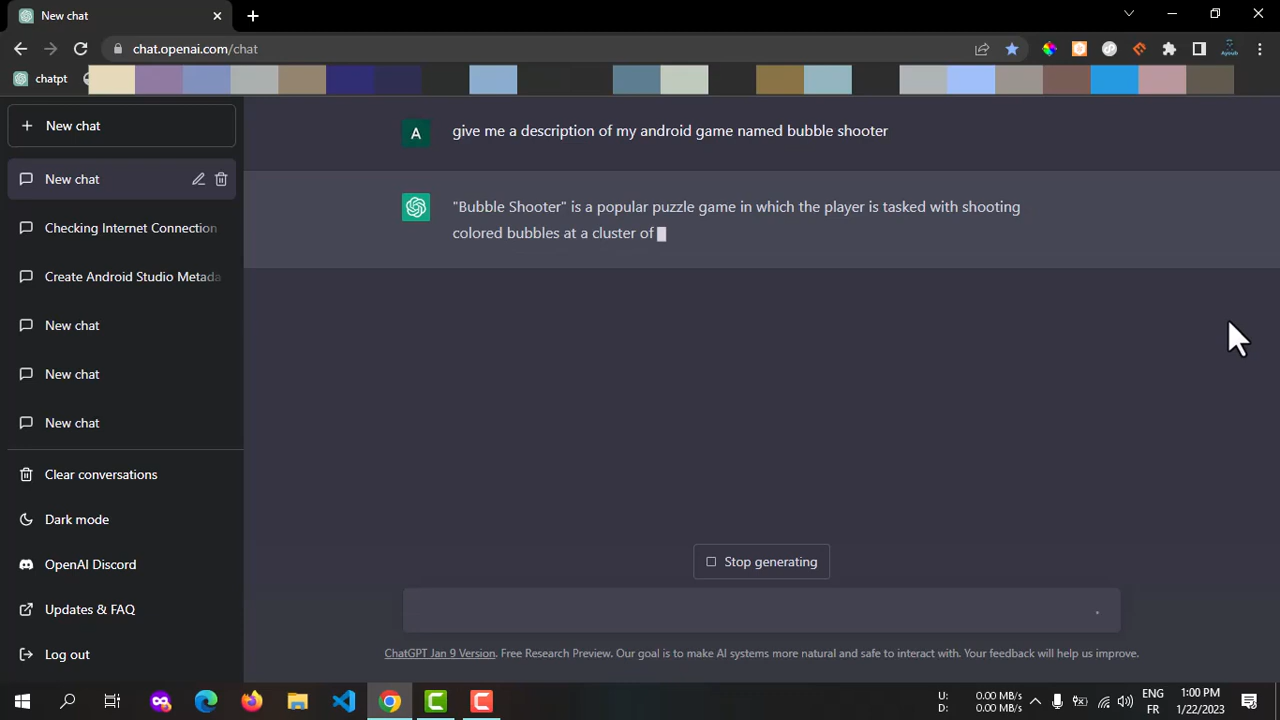 New chat
chat.openai.com/chat
Ayoub
chatpt
New chat
New chat
Checking Internet Connection
Create Android Studio Metada
New chat
New chat
New chat
Clear conversations
Dark mode
OpenAI Discord
Updates & FAQ
Log out
A
give me a description of my android game named bubble shooter
"Bubble Shooter" is a popular puzzle game in which the player is tasked with shooting
colored bubbles at a cluster of
Stop generating
ChatGPT Jan 9 Version. Free Research Preview. Our goal is to make AI systems more natural and safe to interact with. Your feedback will help us improve.
U: 0.00 MB/s
D: 0.00 MB/s
ENG
FR
1:00 PM
1/22/2023